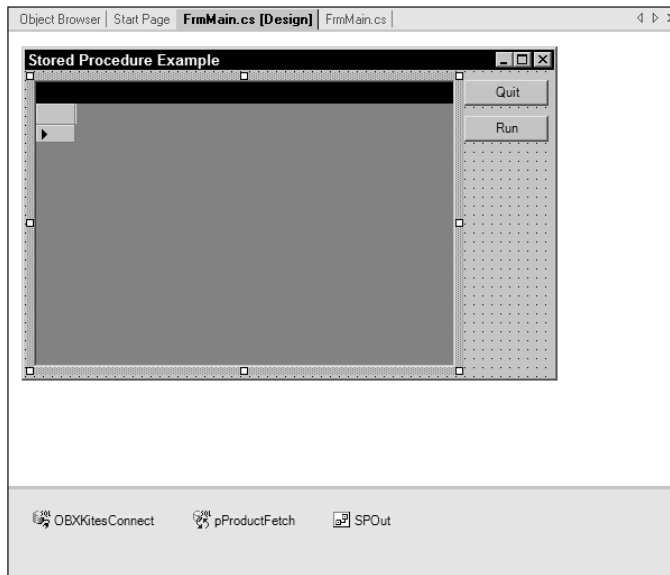 Object Browser | Start Page FrmMain.cs [Design] | FrmMain.cs |
Stored Procedure Example
Quit
Run
OBXKitesConnect pProductFetch SPOut